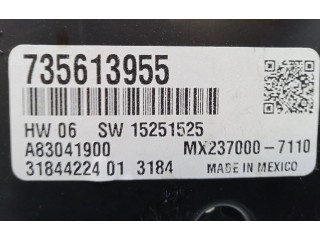 735613955
HW 06 SW 15251525
A83041900 MX237000-7110
31844224 01 3184 MADE IN MEXICO